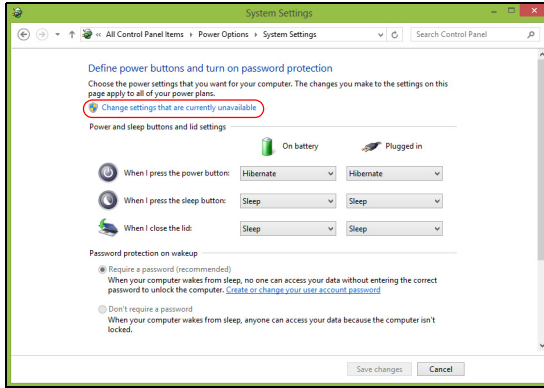 System Settings
« All Control Panel Items Power Options System Settings
Search Control Panel
Define power buttons and turn on password protection
Choose the power settings that you want for your computer. The changes you make to the settings on this
page apply to all of your power plans.
Change settings that are currently unavailable
Power and sleep buttons and lid settings
On battery Plugged in
When I press the power button: Hibernate Hibernate
When I press the sleep button: Sleep Sleep
When I close the lid: Sleep Sleep
Password protection on wakeup
Require a password (recommended)
When your computer wakes from sleep, no one can access your data without entering the correct
password to unlock the computer. Create or change your user account password
Don't require a password
When your computer wakes from sleep, anyone can access your data because the computer isn't
locked.
Save changes Cancel